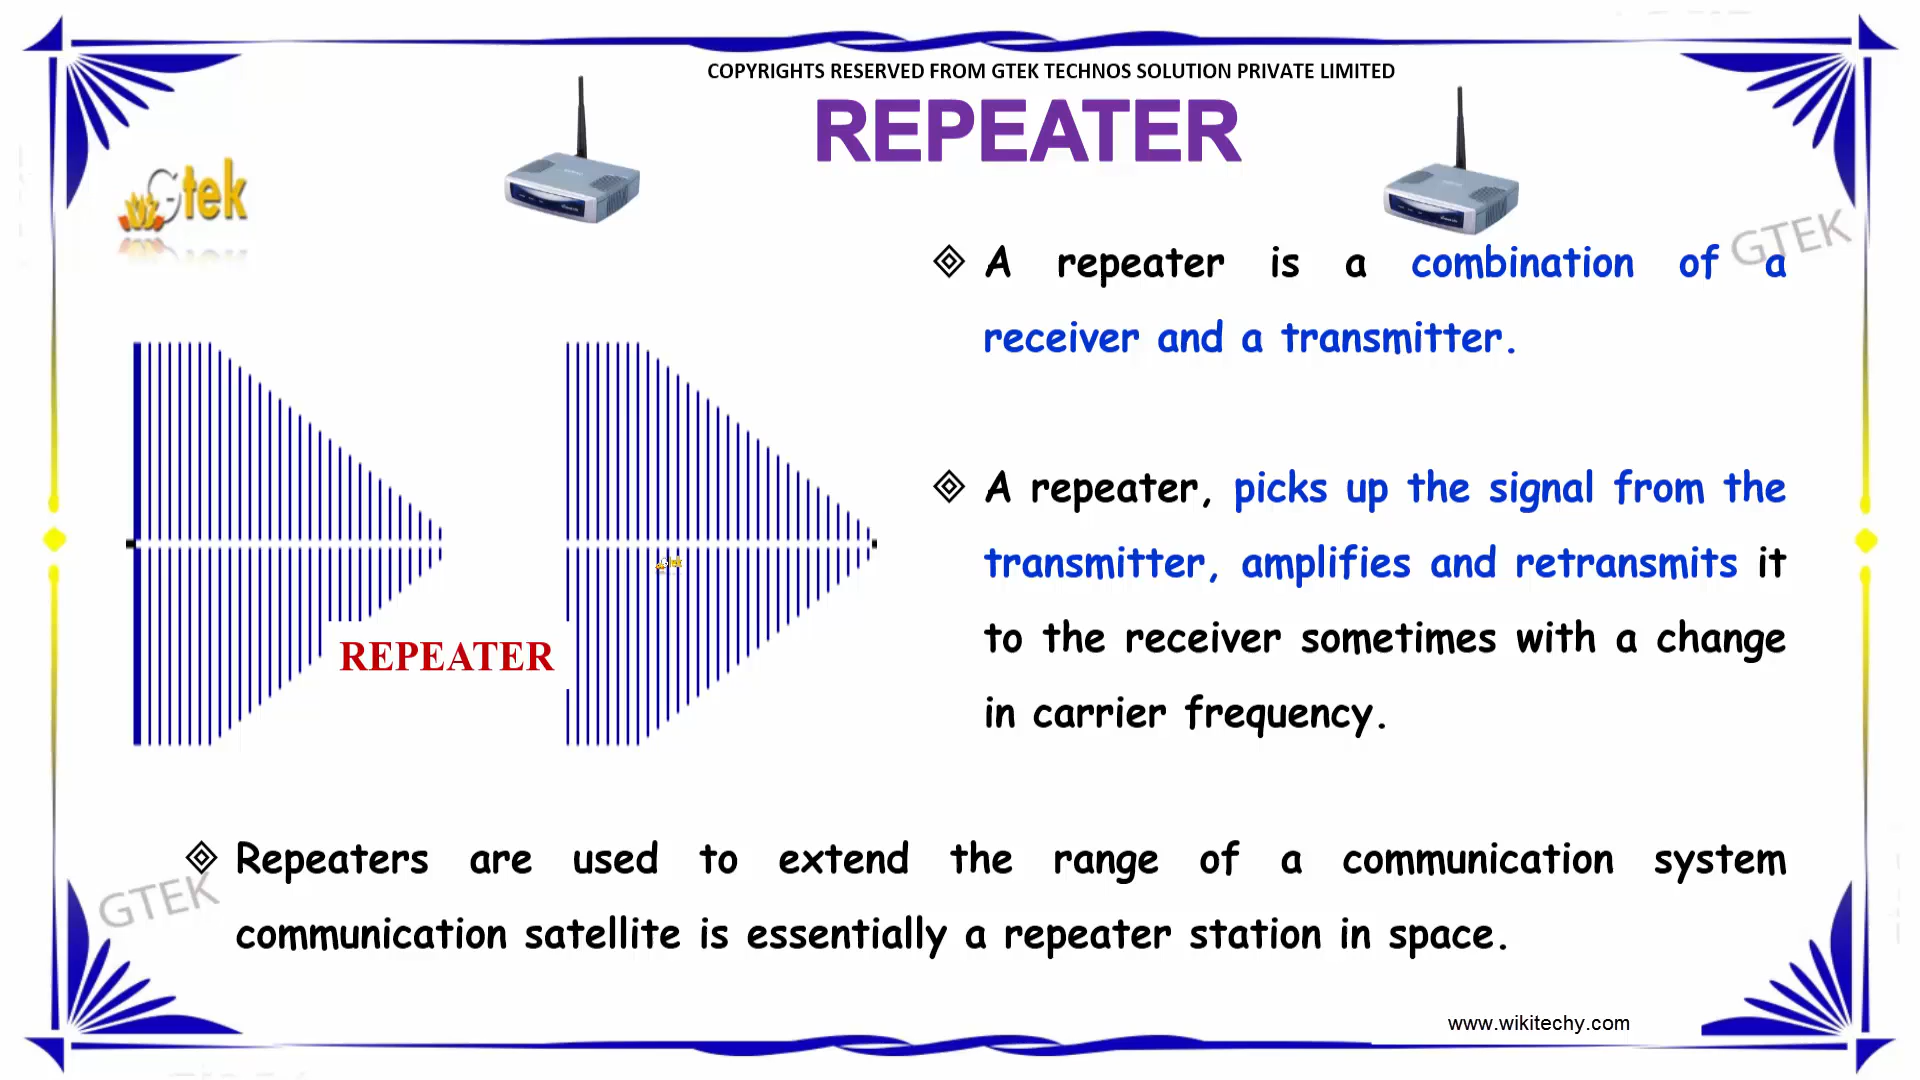 COPYRIGHTS RESERVED FROM GTEK TECHNOS SOLUTION PRIVATE LIMITED
REPEATER
Gtek
GTEK
A repeater is a combination of a
receiver and a transmitter.
A repeater, picks up the signal from the
transmitter, amplifies and retransmits it
to the receiver sometimes with a change
in carrier frequency.
REPEATER
Repeaters are used to extend the range of a communication system
GTEK
communication satellite is essentially a repeater station in space.
www.wikitechy.com